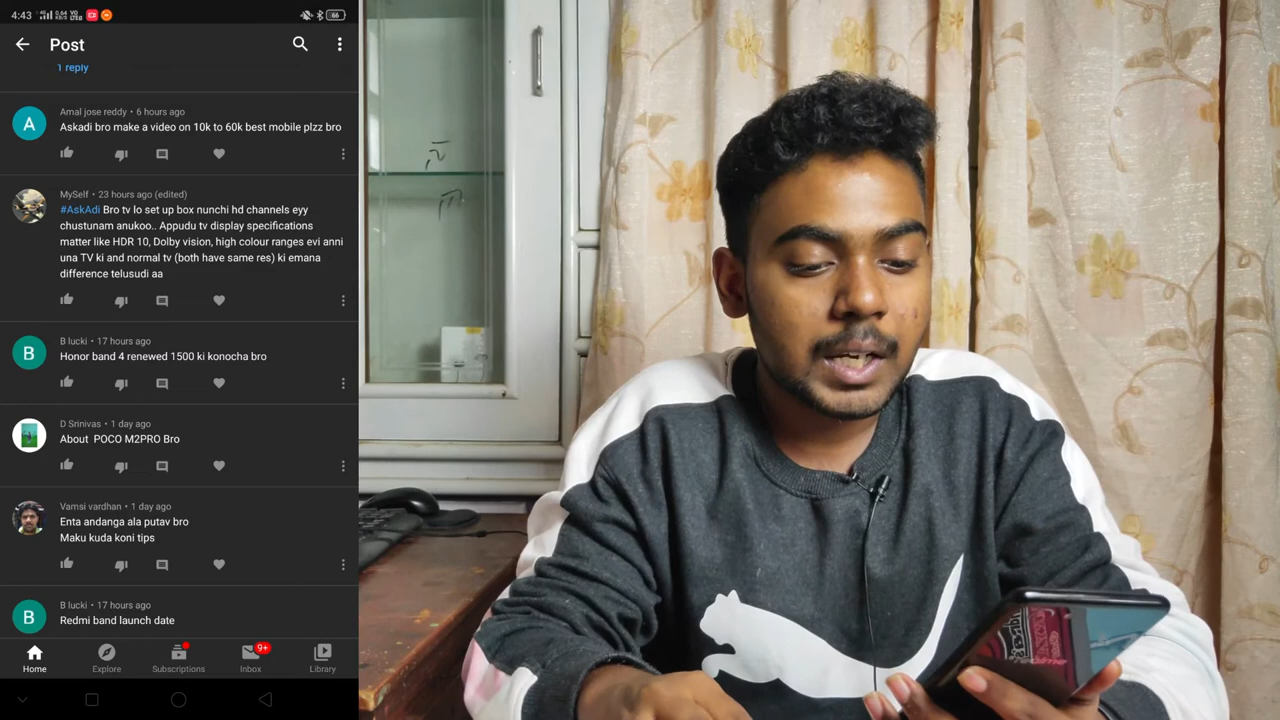 4:43
66
Post
1 reply
A
Amal jose reddy • 6 hours ago
Askadi bro make a video on 10k to 60k best mobile plzz bro
MySelf • 23 hours ago (edited)
#AskAdi Bro tv lo set up box nunchi hd channels eyy
chustunam anukoo.. Appudu tv display specifications
matter like HDR 10, Dolby vision, high colour ranges evi anni
una TV ki and normal tv (both have same res) ki emana
difference telusudi aa
B
B lucki • 17 hours ago
Honor band 4 renewed 1500 ki konocha bro
D Srinivas • 1 day ago
About POCO M2PRO Bro
Vamsi vardhan • 1 day ago
Enta andanga ala putav bro
Maku kuda koni tips
B
B lucki • 17 hours ago
Redmi band launch date
Home
Explore
Subscriptions
9+
Inbox
Library